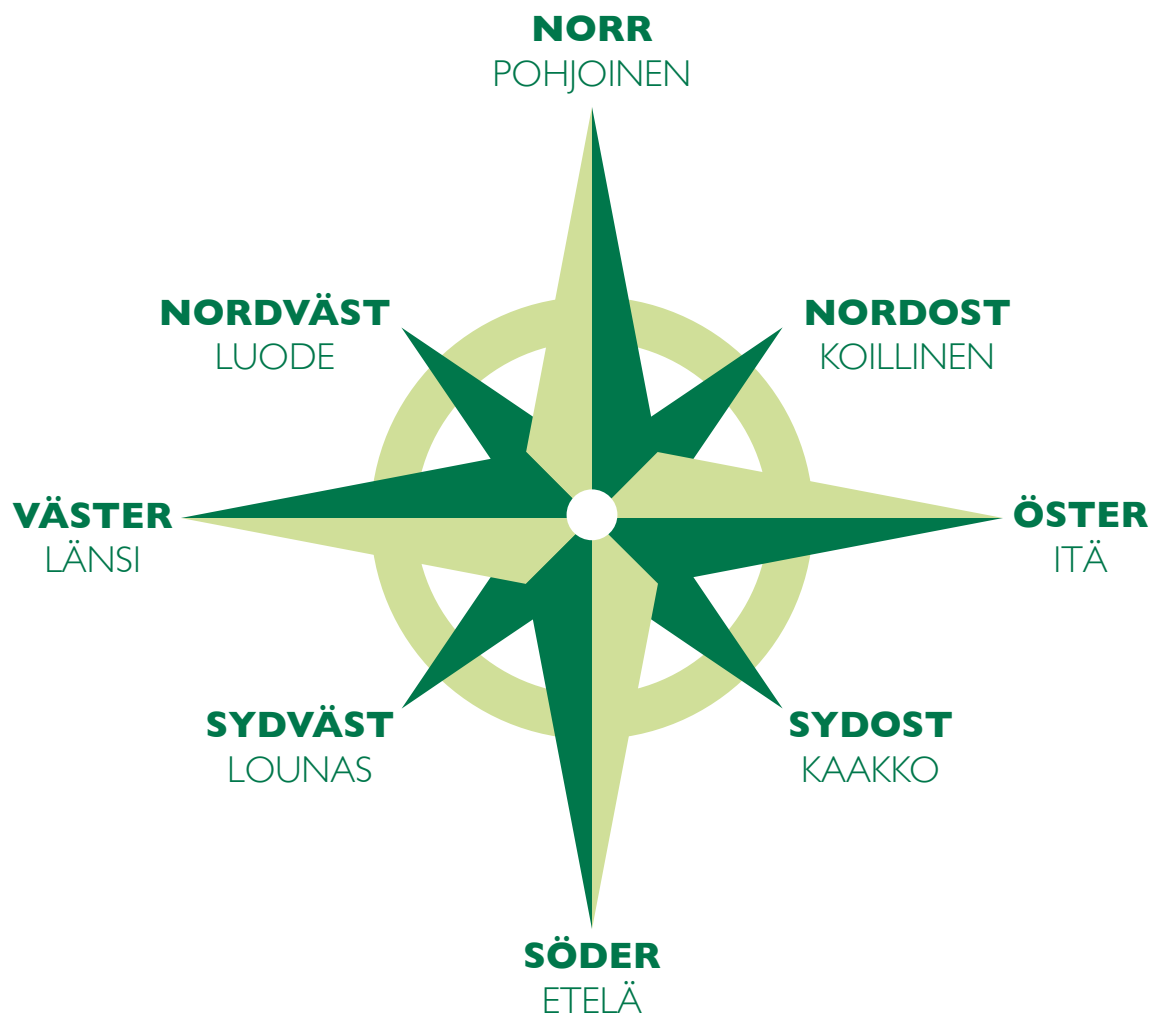 NORR
POHJOINEN
NORDVÄST
LUODE
NORDOST
KOILLINEN
VÄSTER
LÄNSI
ÖSTER
ITÄ
SYDVÄST
LOUNAS
SYDOST
KAAKKO
SÖDER
ETELÄ